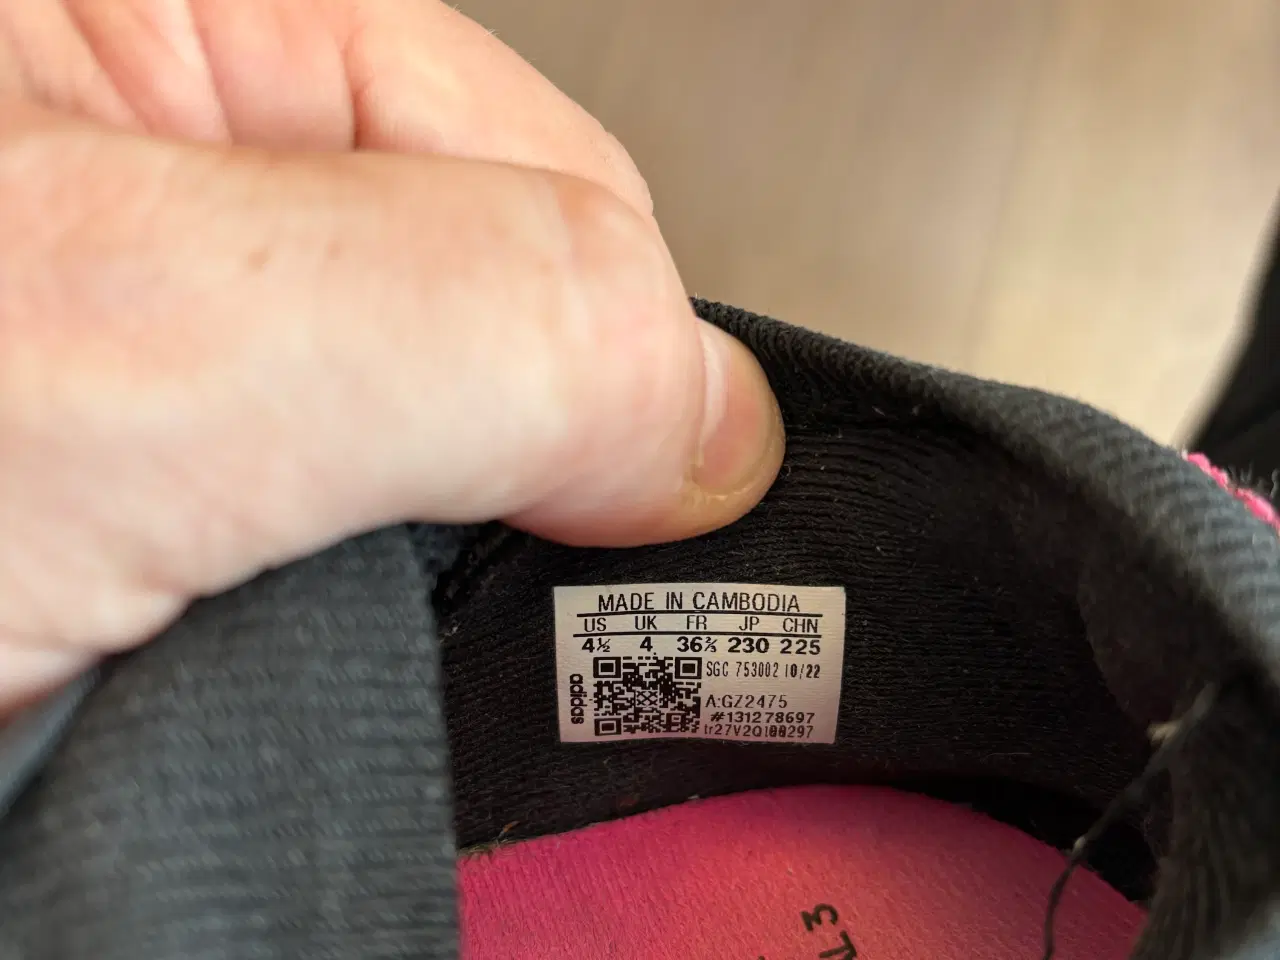 MADE IN CAMBODIA
US UK FR JP CHN
4½ 4 36⅔ 230 225
SGC 753002 10/22
adidas
A:GZ2475
#131278697